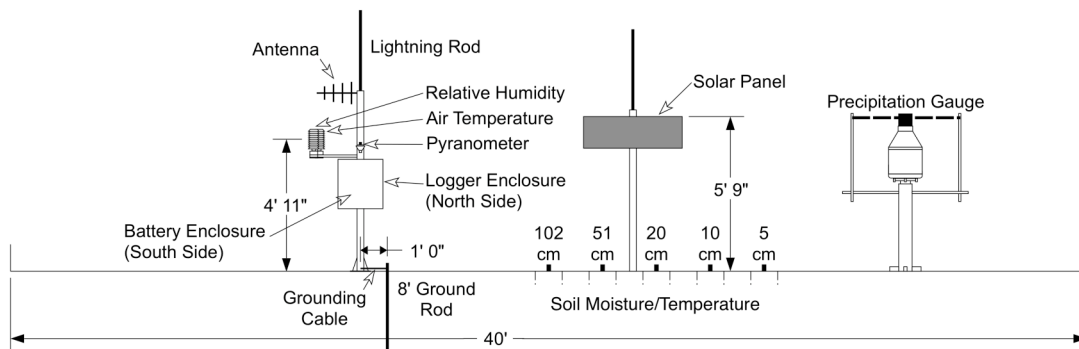 Antenna
Lightning Rod
Relative Humidity
Air Temperature
Pyranometer
Logger Enclosure
(North Side)
4' 11"
Battery Enclosure
(South Side)
1' 0"
Grounding
Cable
8' Ground
Rod
Solar Panel
5' 9"
102
cm
51
cm
20
cm
10
cm
5
cm
Soil Moisture/Temperature
Precipitation Gauge
40'